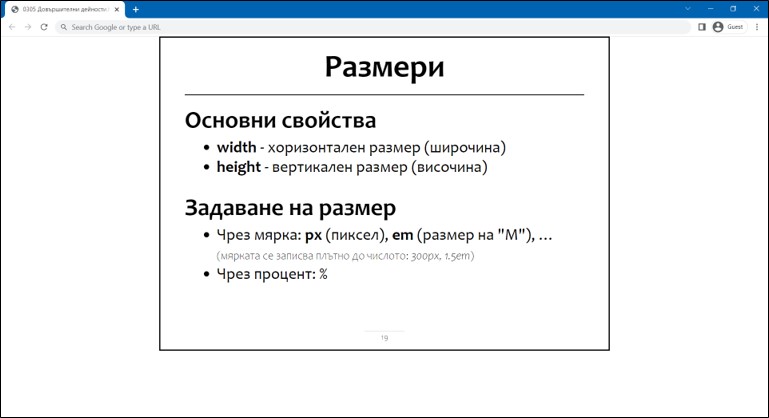 0305 Довършителни дейности
Search Google or type a URL
Guest
Размери
Основни свойства
• width - хоризонтален размер (широчина)
• height - вертикален размер (височина)
Задаване на размер
• Чрез мярка: px (пиксел), em (размер на "М"), ...
(мярката се записва плътно до числото: 300px, 1.5em)
• Чрез процент: %
19